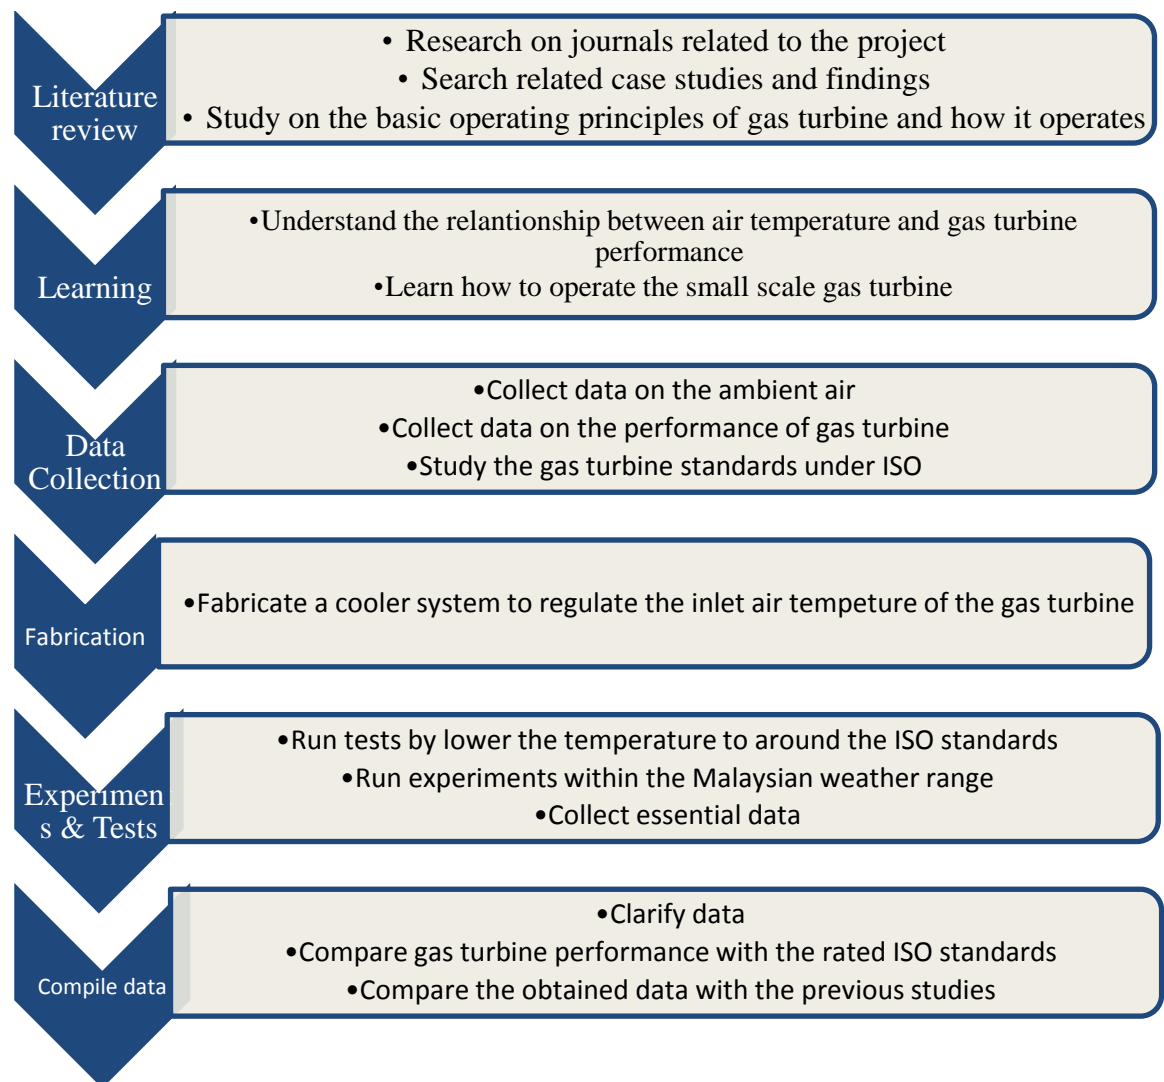 Literature
review
• Research on journals related to the project
• Search related case studies and findings
• Study on the basic operating principles of gas turbine and how it operates
Learning
•Understand the relantionship between air temperature and gas turbine
performance
•Learn how to operate the small scale gas turbine
Data
Collection
•Collect data on the ambient air
•Collect data on the performance of gas turbine
•Study the gas turbine standards under ISO
Fabrication
•Fabricate a cooler system to regulate the inlet air tempeture of the gas turbine
Experimen
s & Tests
•Run tests by lower the temperature to around the ISO standards
•Run experiments within the Malaysian weather range
•Collect essential data
Compile data
•Clarify data
•Compare gas turbine performance with the rated ISO standards
•Compare the obtained data with the previous studies